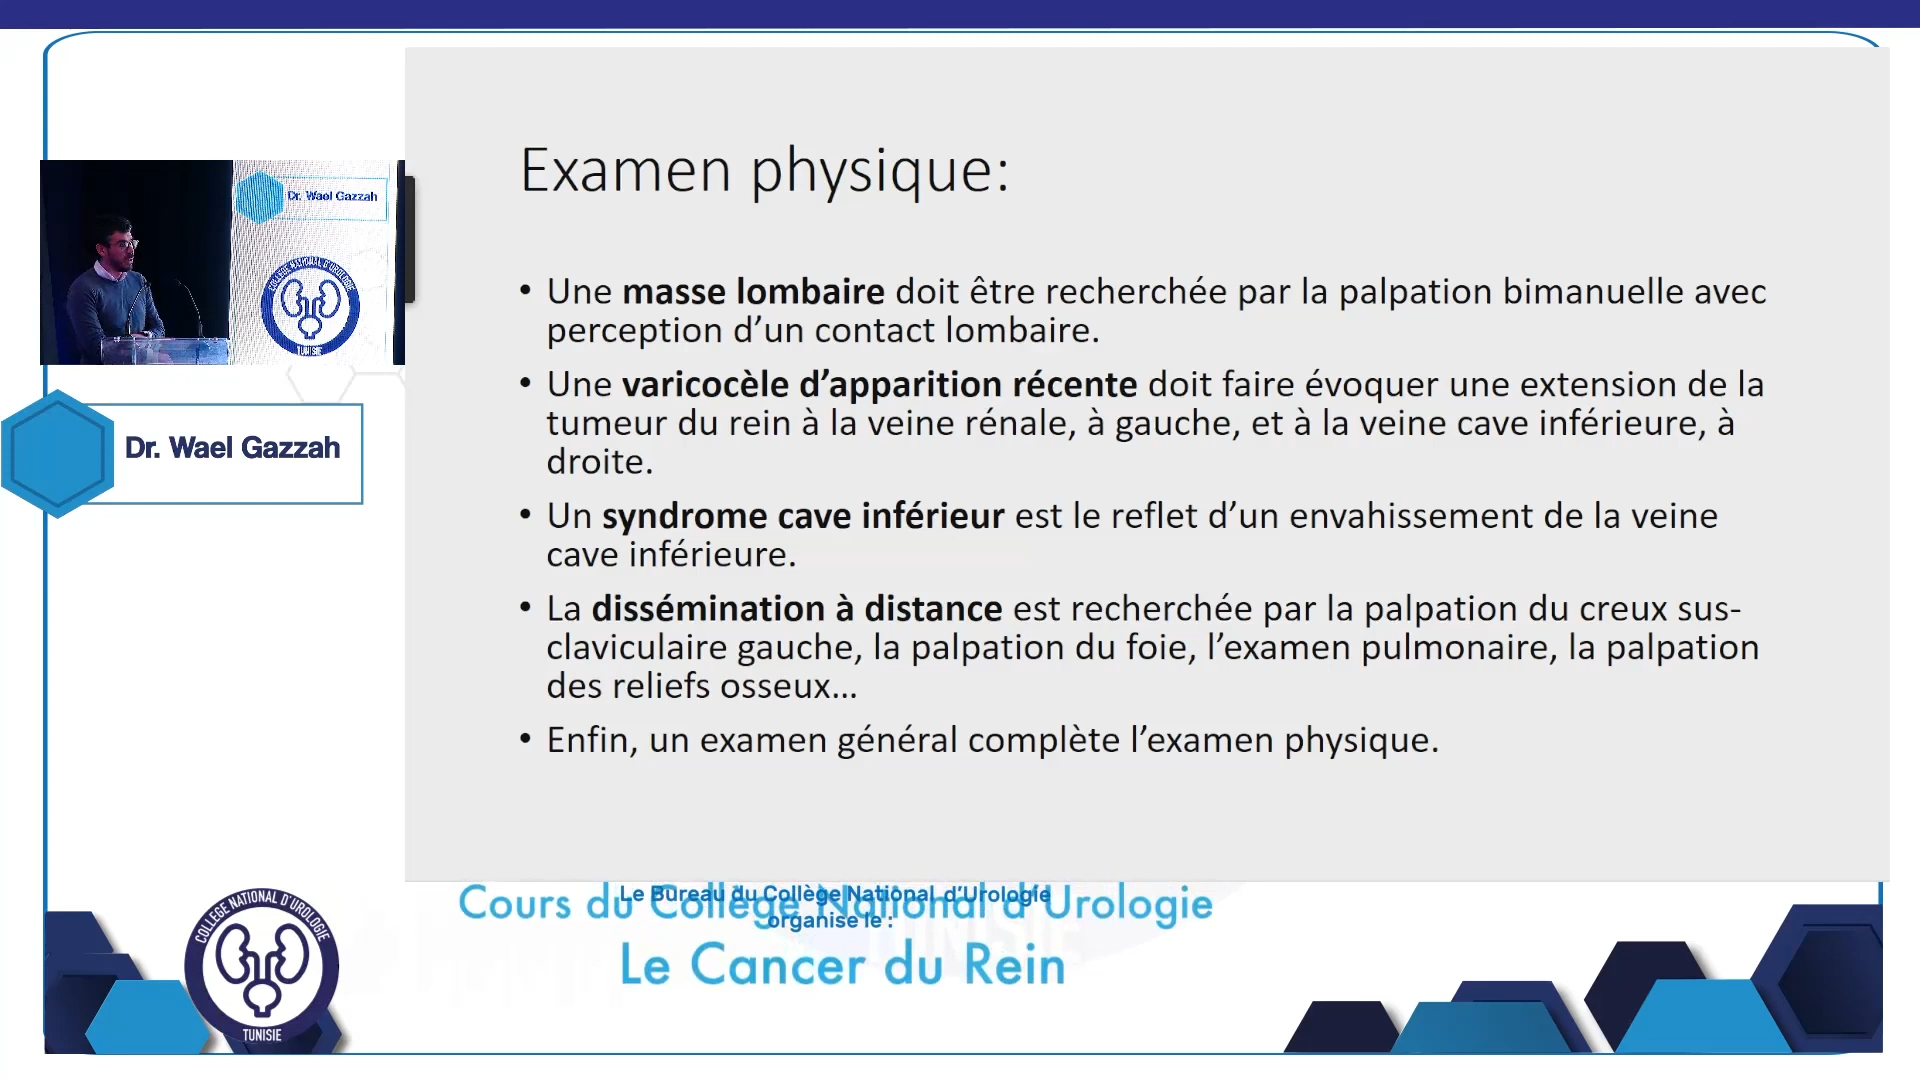 Examen physique:
• Une masse lombaire doit être recherchée par la palpation bimanuelle avec
perception d’un contact lombaire.
• Une varicocèle d’apparition récente doit faire évoquer une extension de la
tumeur du rein à la veine rénale, à gauche, et à la veine cave inférieure, à
droite.
• Un syndrome cave inférieur est le reflet d’un envahissement de la veine
cave inférieure.
• La dissémination à distance est recherchée par la palpation du creux sus-
claviculaire gauche, la palpation du foie, l’examen pulmonaire, la palpation
des reliefs osseux...
• Enfin, un examen général complète l’examen physique.
Dr. Wael Gazzah
COLLÈGE NATIONAL D'UROLOGIE
TUNISIE
Dr. Wael Gazzah
Le Bureau du Collège National d'Urologie
organise le :
Cours du Collège National d'Urologie
Le Cancer du Rein
COLLÈGE NATIONAL D'UROLOGIE
TUNISIE